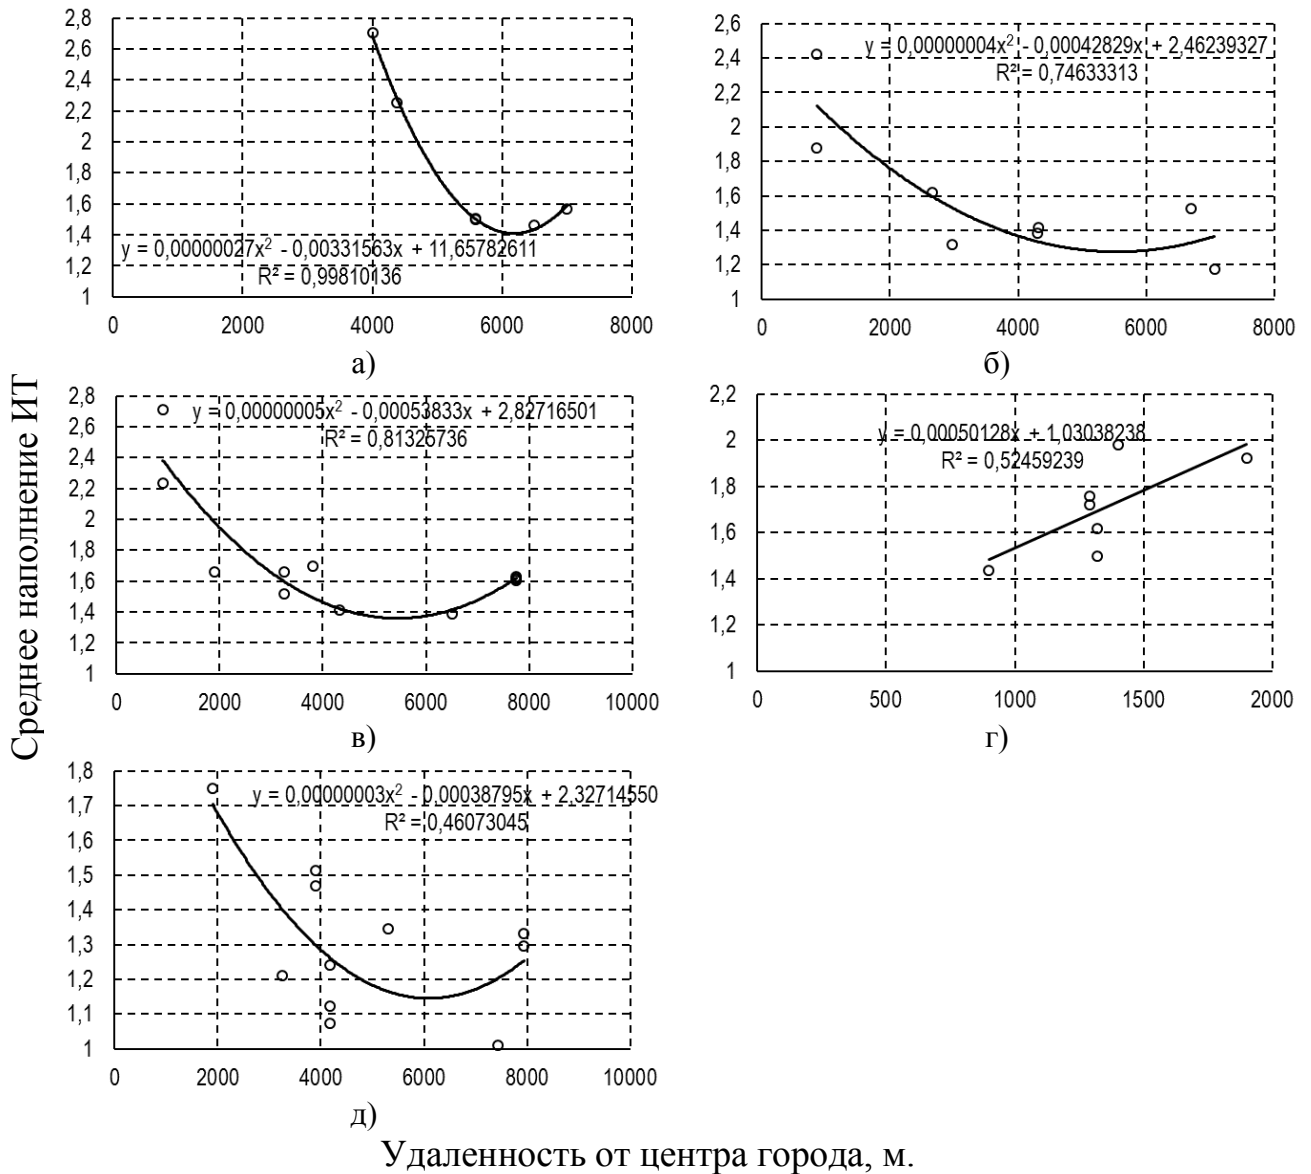 Среднее наполнение ИТ
2,8
2,6
2,4
2,2
2
1,8
1,6
1,4
1,2
1
y = 0,00000027x² - 0,00331563x + 11,65782611
R² = 0,99810136
0 2000 4000 6000 8000
а)
2,6
2,4
2,2
2
1,8
1,6
1,4
1,2
1
y = 0,00000004x² - 0,00042829x + 2,46239327
R² = 0,74633313
0 2000 4000 6000 8000
б)
2,8
2,6
2,4
2,2
2
1,8
1,6
1,4
1,2
1
y = 0,00000005x² - 0,00053833x + 2,82716501
R² = 0,81325736
0 2000 4000 6000 8000 10000
в)
2,2
2
1,8
1,6
1,4
1,2
1
y = 0,00050128x + 1,03038238
R² = 0,52459239
0 500 1000 1500 2000
г)
1,8
1,7
1,6
1,5
1,4
1,3
1,2
1,1
1
y = 0,00000003x² - 0,00038795x + 2,32714550
R² = 0,46073045
0 2000 4000 6000 8000 10000
д)
Удаленность от центра города, м.